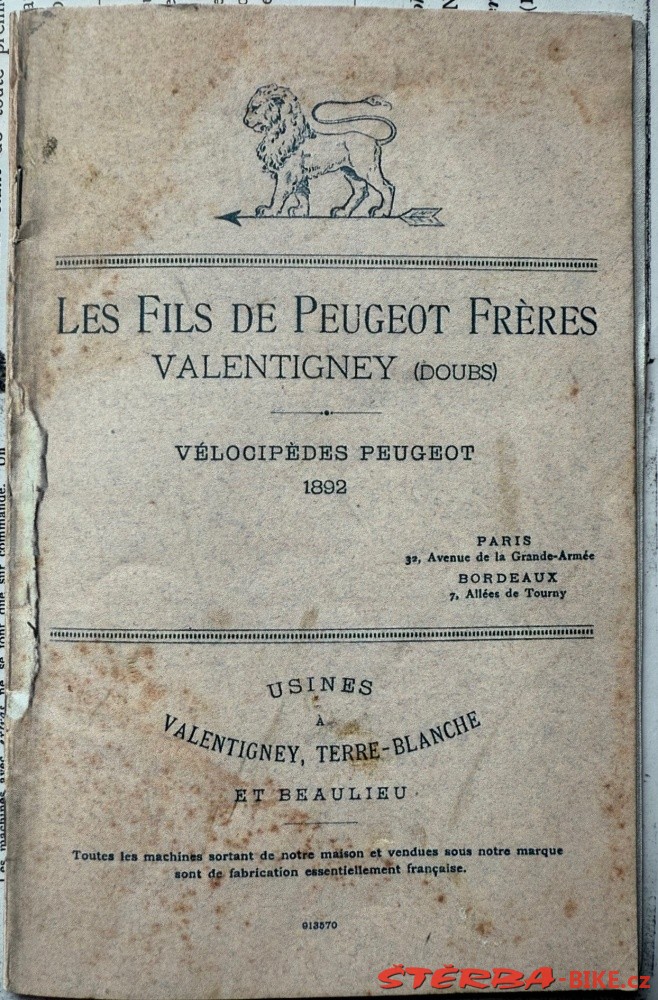 LES FILS DE PEUGEOT FRÈRES
VALENTIGNEY (DOUBS)
VÉLOCIPÈDES PEUGEOT
1892
PARIS
32, Avenue de la Grande-Armée
BORDEAUX
7, Allées de Tourny
USINES
À
VALENTIGNEY, TERRE-BLANCHE
ET BEAULIEU
Toutes les machines sortant de notre maison et vendues sous notre marque
sont de fabrication essentiellement française.
913570
ŠTĚRBA-BIKE.cz